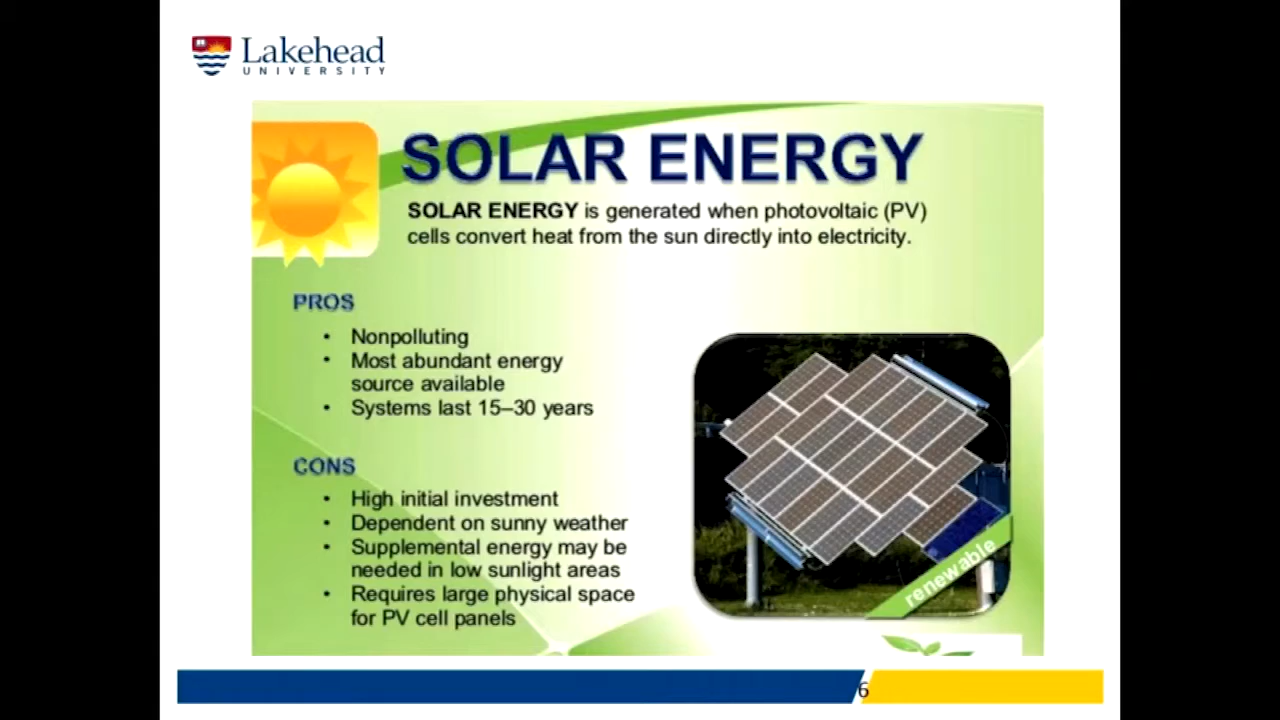 Lakehead
UNIVERSITY
SOLAR ENERGY
SOLAR ENERGY is generated when photovoltaic (PV)
cells convert heat from the sun directly into electricity.
PROS
• Nonpolluting
• Most abundant energy
source available
• Systems last 15–30 years
CONS
• High initial investment
• Dependent on sunny weather
• Supplemental energy may be
needed in low sunlight areas
• Requires large physical space
for PV cell panels
renewable
6